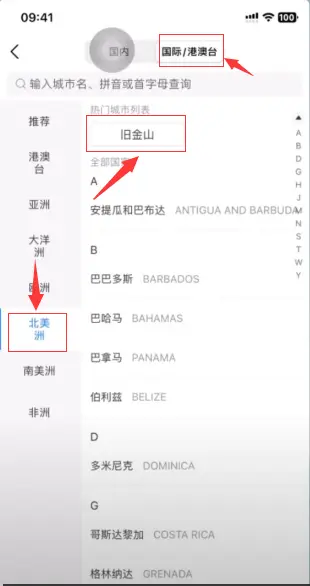 09:41
100
国内
国际/港澳台
输入城市名、拼音或首字母查询
推荐
港澳台
亚洲
大洋洲
洲
北美洲
南美洲
非洲
热门城市列表
旧金山
全部国
A
安提瓜和巴布达 ANTIGUA AND BARBUDA
B
巴巴多斯 BARBADOS
巴哈马 BAHAMAS
巴拿马 PANAMA
伯利兹 BELIZE
D
多米尼克 DOMINICA
G
哥斯达黎加 COSTA RICA
格林纳达 GRENADA
A
B
D
G
H
J
M
N
S
T
W
Y